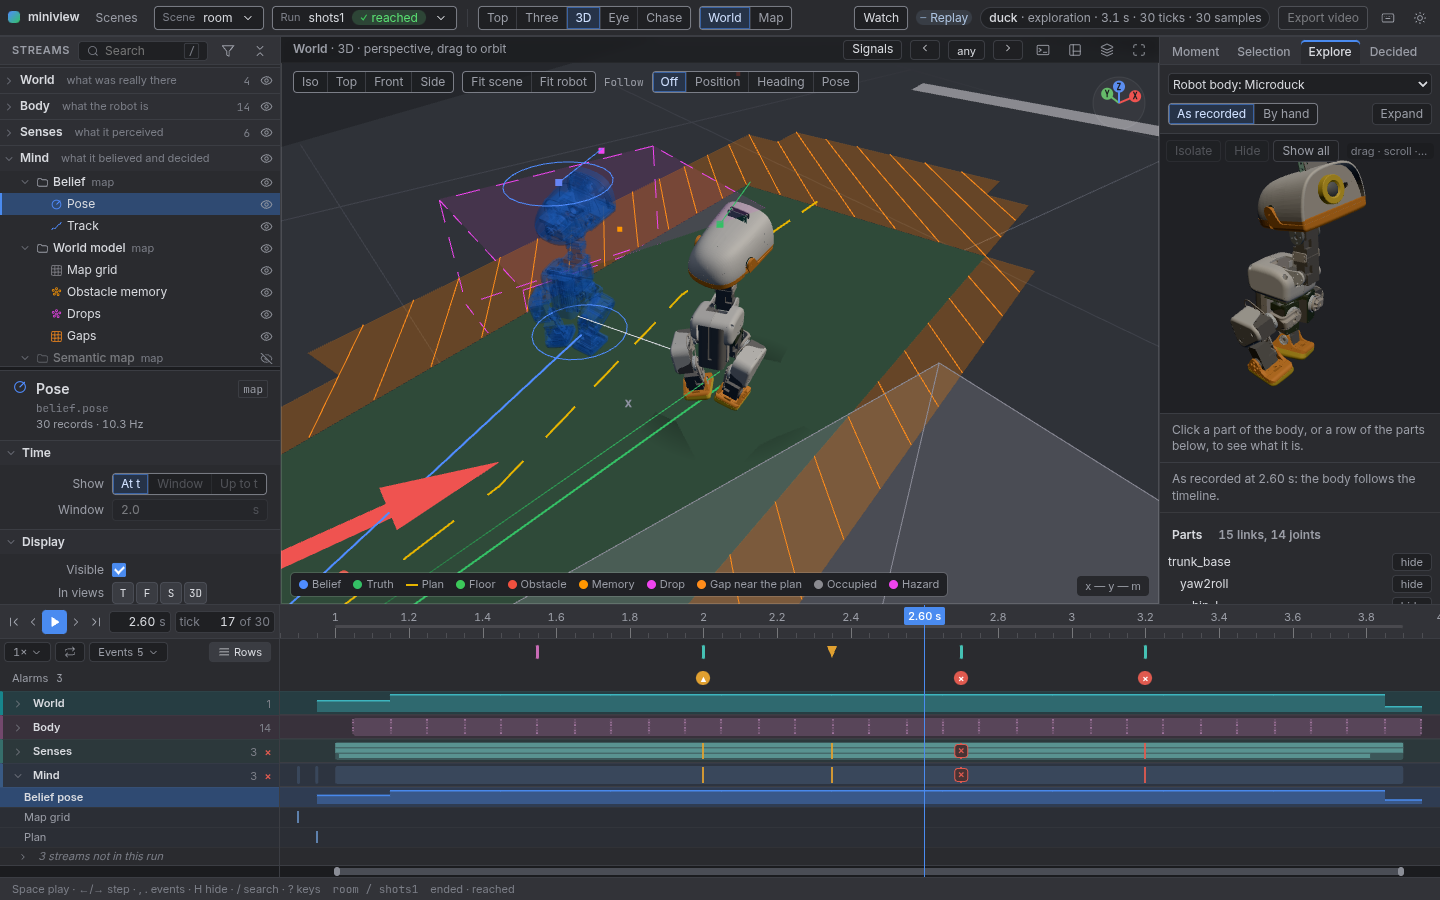 miniview Scenes Scene room Run shots1 ✓ reached Top Three 3D Eye Chase World Map Watch Replay duck · exploration · 3.1 s · 30 ticks · 30 samples Export video
STREAMS Search /
World what was really there 4
Body what the robot is 14
Senses what it perceived 6
Mind what it believed and decided
Belief map
Pose
Track
World model map
Map grid
Obstacle memory
Drops
Gaps
Semantic map map
Pose map
belief.pose
30 records · 10.3 Hz
Time
Show At t Window Up to t
Window 2.0 s
Display
Visible
In views T F S 3D
World · 3D · perspective, drag to orbit Signals any
Iso Top Front Side Fit scene Fit robot Follow Off Position Heading Pose
Y Z X
x
Belief Truth Plan Floor Obstacle Memory Drop Gap near the plan Occupied Hazard
x — y — m
Moment Selection Explore Decided
Robot body: Microduck
As recorded By hand Expand
Isolate Hide Show all drag · scroll ·...
Click a part of the body, or a row of the parts
below, to see what it is.
As recorded at 2.60 s: the body follows the
timeline.
Parts 15 links, 14 joints
trunk_base hide
yaw2roll hide
2.60 s tick 17 of 30 1 1.2 1.4 1.6 1.8 2 2.2 2.4 2.60 s 2.8 3 3.2 3.4 3.6 3.8
1× Events 5 Rows
Alarms 3
World 1
Body 14
Senses 3 ×
Mind 3 ×
Belief pose
Map grid
Plan
3 streams not in this run
Space play · ←/→ step · , . events · H hide · / search · ? keys room / shots1 ended · reached